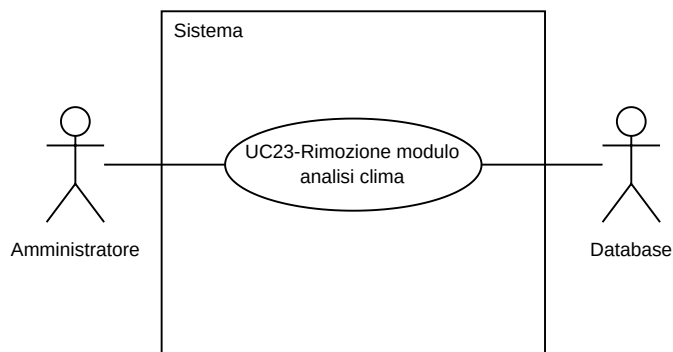 Sistema
UC23-Rimozione modulo
analisi clima
Amministratore
Database